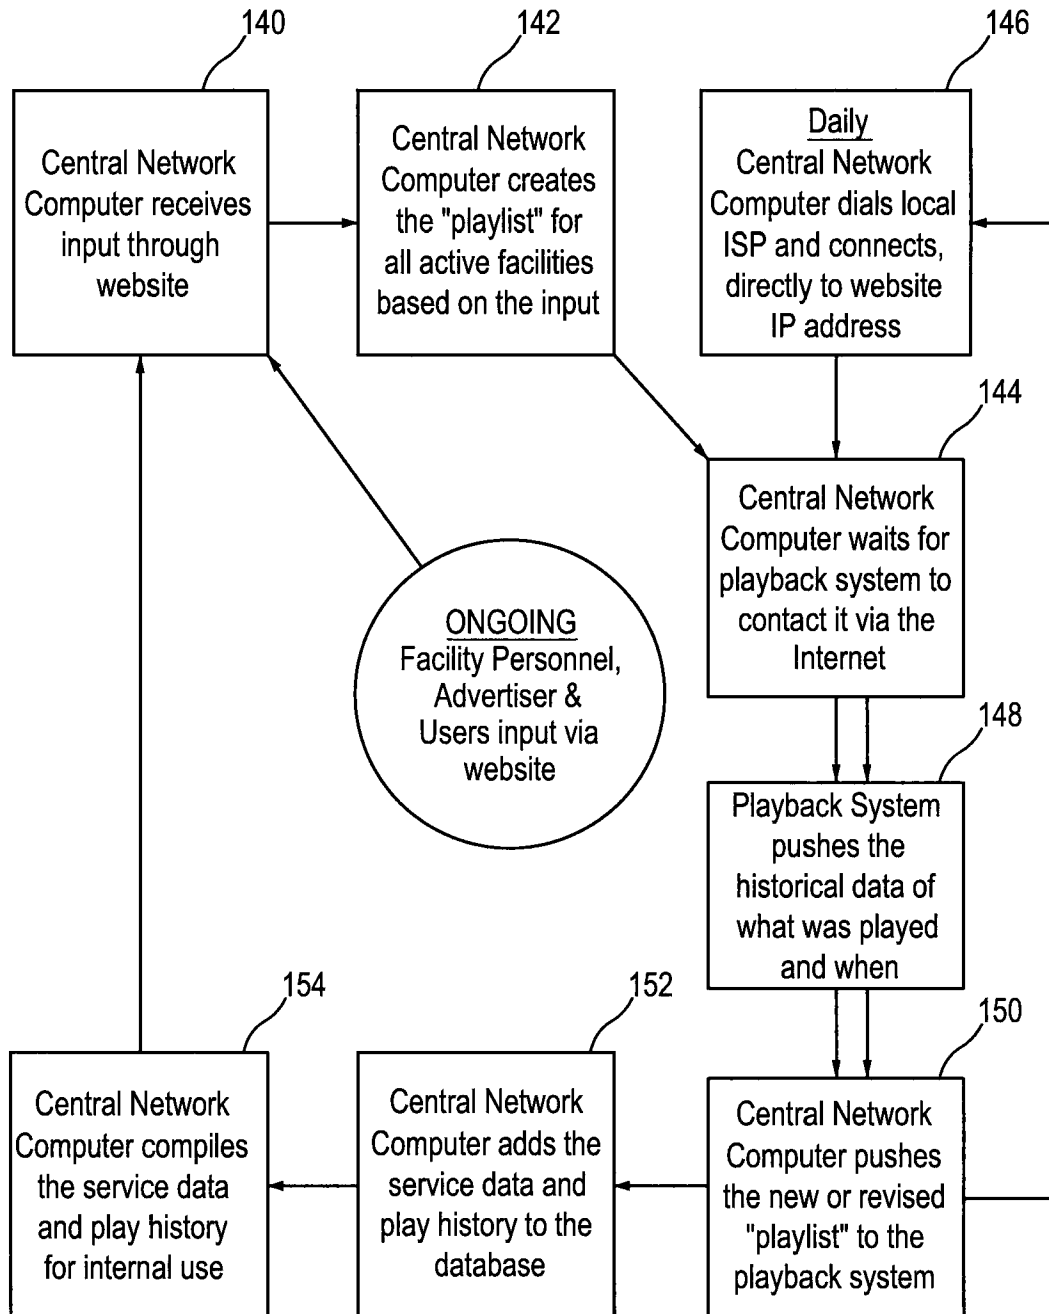 140
Central Network
Computer receives
input through
website
142
Central Network
Computer creates
the "playlist" for
all active facilities
based on the input
146
Daily
Central Network
Computer dials local
ISP and connects,
directly to website
IP address
144
Central Network
Computer waits for
playback system to
contact it via the
Internet
ONGOING
Facility Personnel,
Advertiser &
Users input via
website
148
Playback System
pushes the
historical data of
what was played
and when
154
Central Network
Computer compiles
the service data
and play history
for internal use
152
Central Network
Computer adds the
service data and
play history to the
database
150
Central Network
Computer pushes
the new or revised
"playlist" to the
playback system